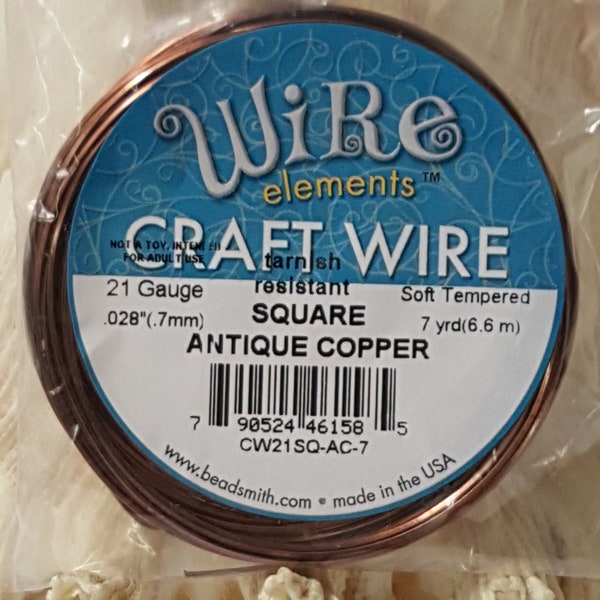 WiRe
elements™
CRAFT WIRE
NOT A TOY. INTEN
FOR ADULT USE
tarnish
resistant
21 Gauge
Soft Tempered
.028"(.7mm)
SQUARE
7 yrd(6.6 m)
ANTIQUE COPPER
7 90524 46158 5
CW21SQ-AC-7
www.beadsmith.com • made in the USA